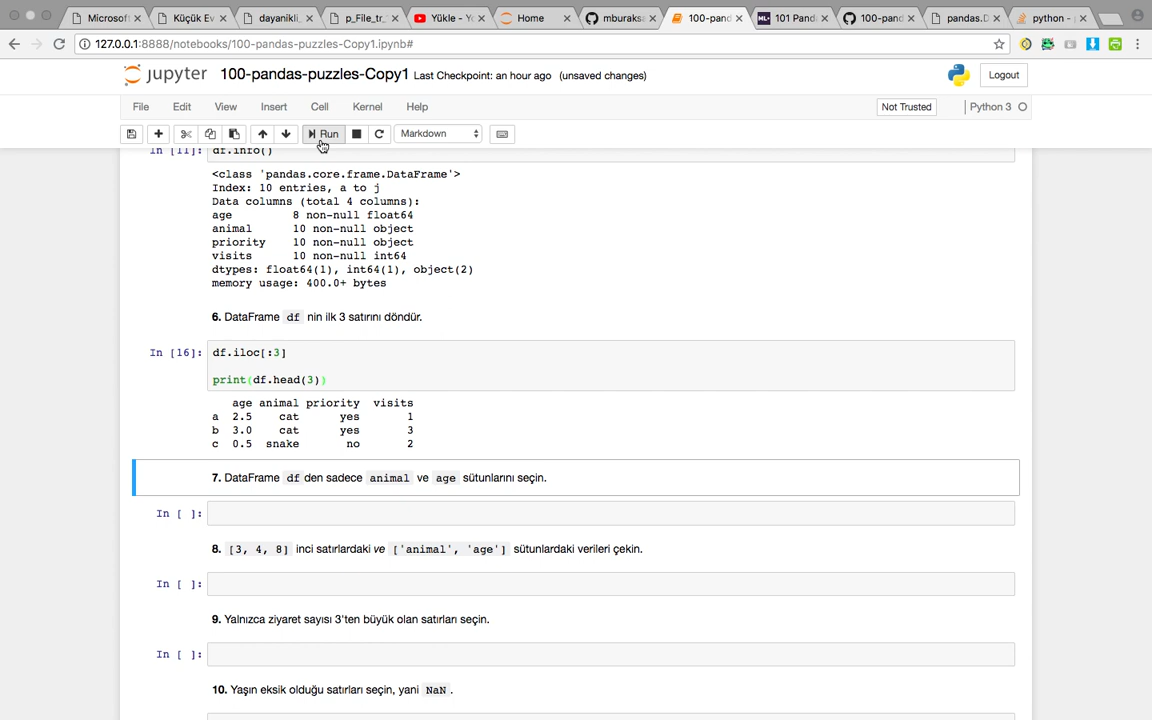 Microsoft
Küçük Ev
dayanikli_
p_File_tr_
Yükle - Yo
Home
mburaksa
100-pand
101 Panda
100-pand
pandas.D
python -
127.0.0.1:8888/notebooks/100-pandas-puzzles-Copy1.ipynb#
jupyter 100-pandas-puzzles-Copy1 Last Checkpoint: an hour ago (unsaved changes) Logout
File Edit View Insert Cell Kernel Help Not Trusted Python 3
Run Markdown
In [11]: df.info()
<class 'pandas.core.frame.DataFrame'>
Index: 10 entries, a to j
Data columns (total 4 columns):
age 8 non-null float64
animal 10 non-null object
priority 10 non-null object
visits 10 non-null int64
dtypes: float64(1), int64(1), object(2)
memory usage: 400.0+ bytes
6. DataFrame df nin ilk 3 satırını döndür.
In [16]: df.iloc[:3]
print(df.head(3))
age animal priority visits
a 2.5 cat yes 1
b 3.0 cat yes 3
c 0.5 snake no 2
7. DataFrame df den sadece animal ve age sütunlarını seçin.
In [ ]:
8. [3, 4, 8] inci satırlardaki ve ['animal', 'age'] sütunlardaki verileri çekin.
In [ ]:
9. Yalnızca ziyaret sayısı 3'ten büyük olan satırları seçin.
In [ ]:
10. Yaşın eksik olduğu satırları seçin, yani NaN.